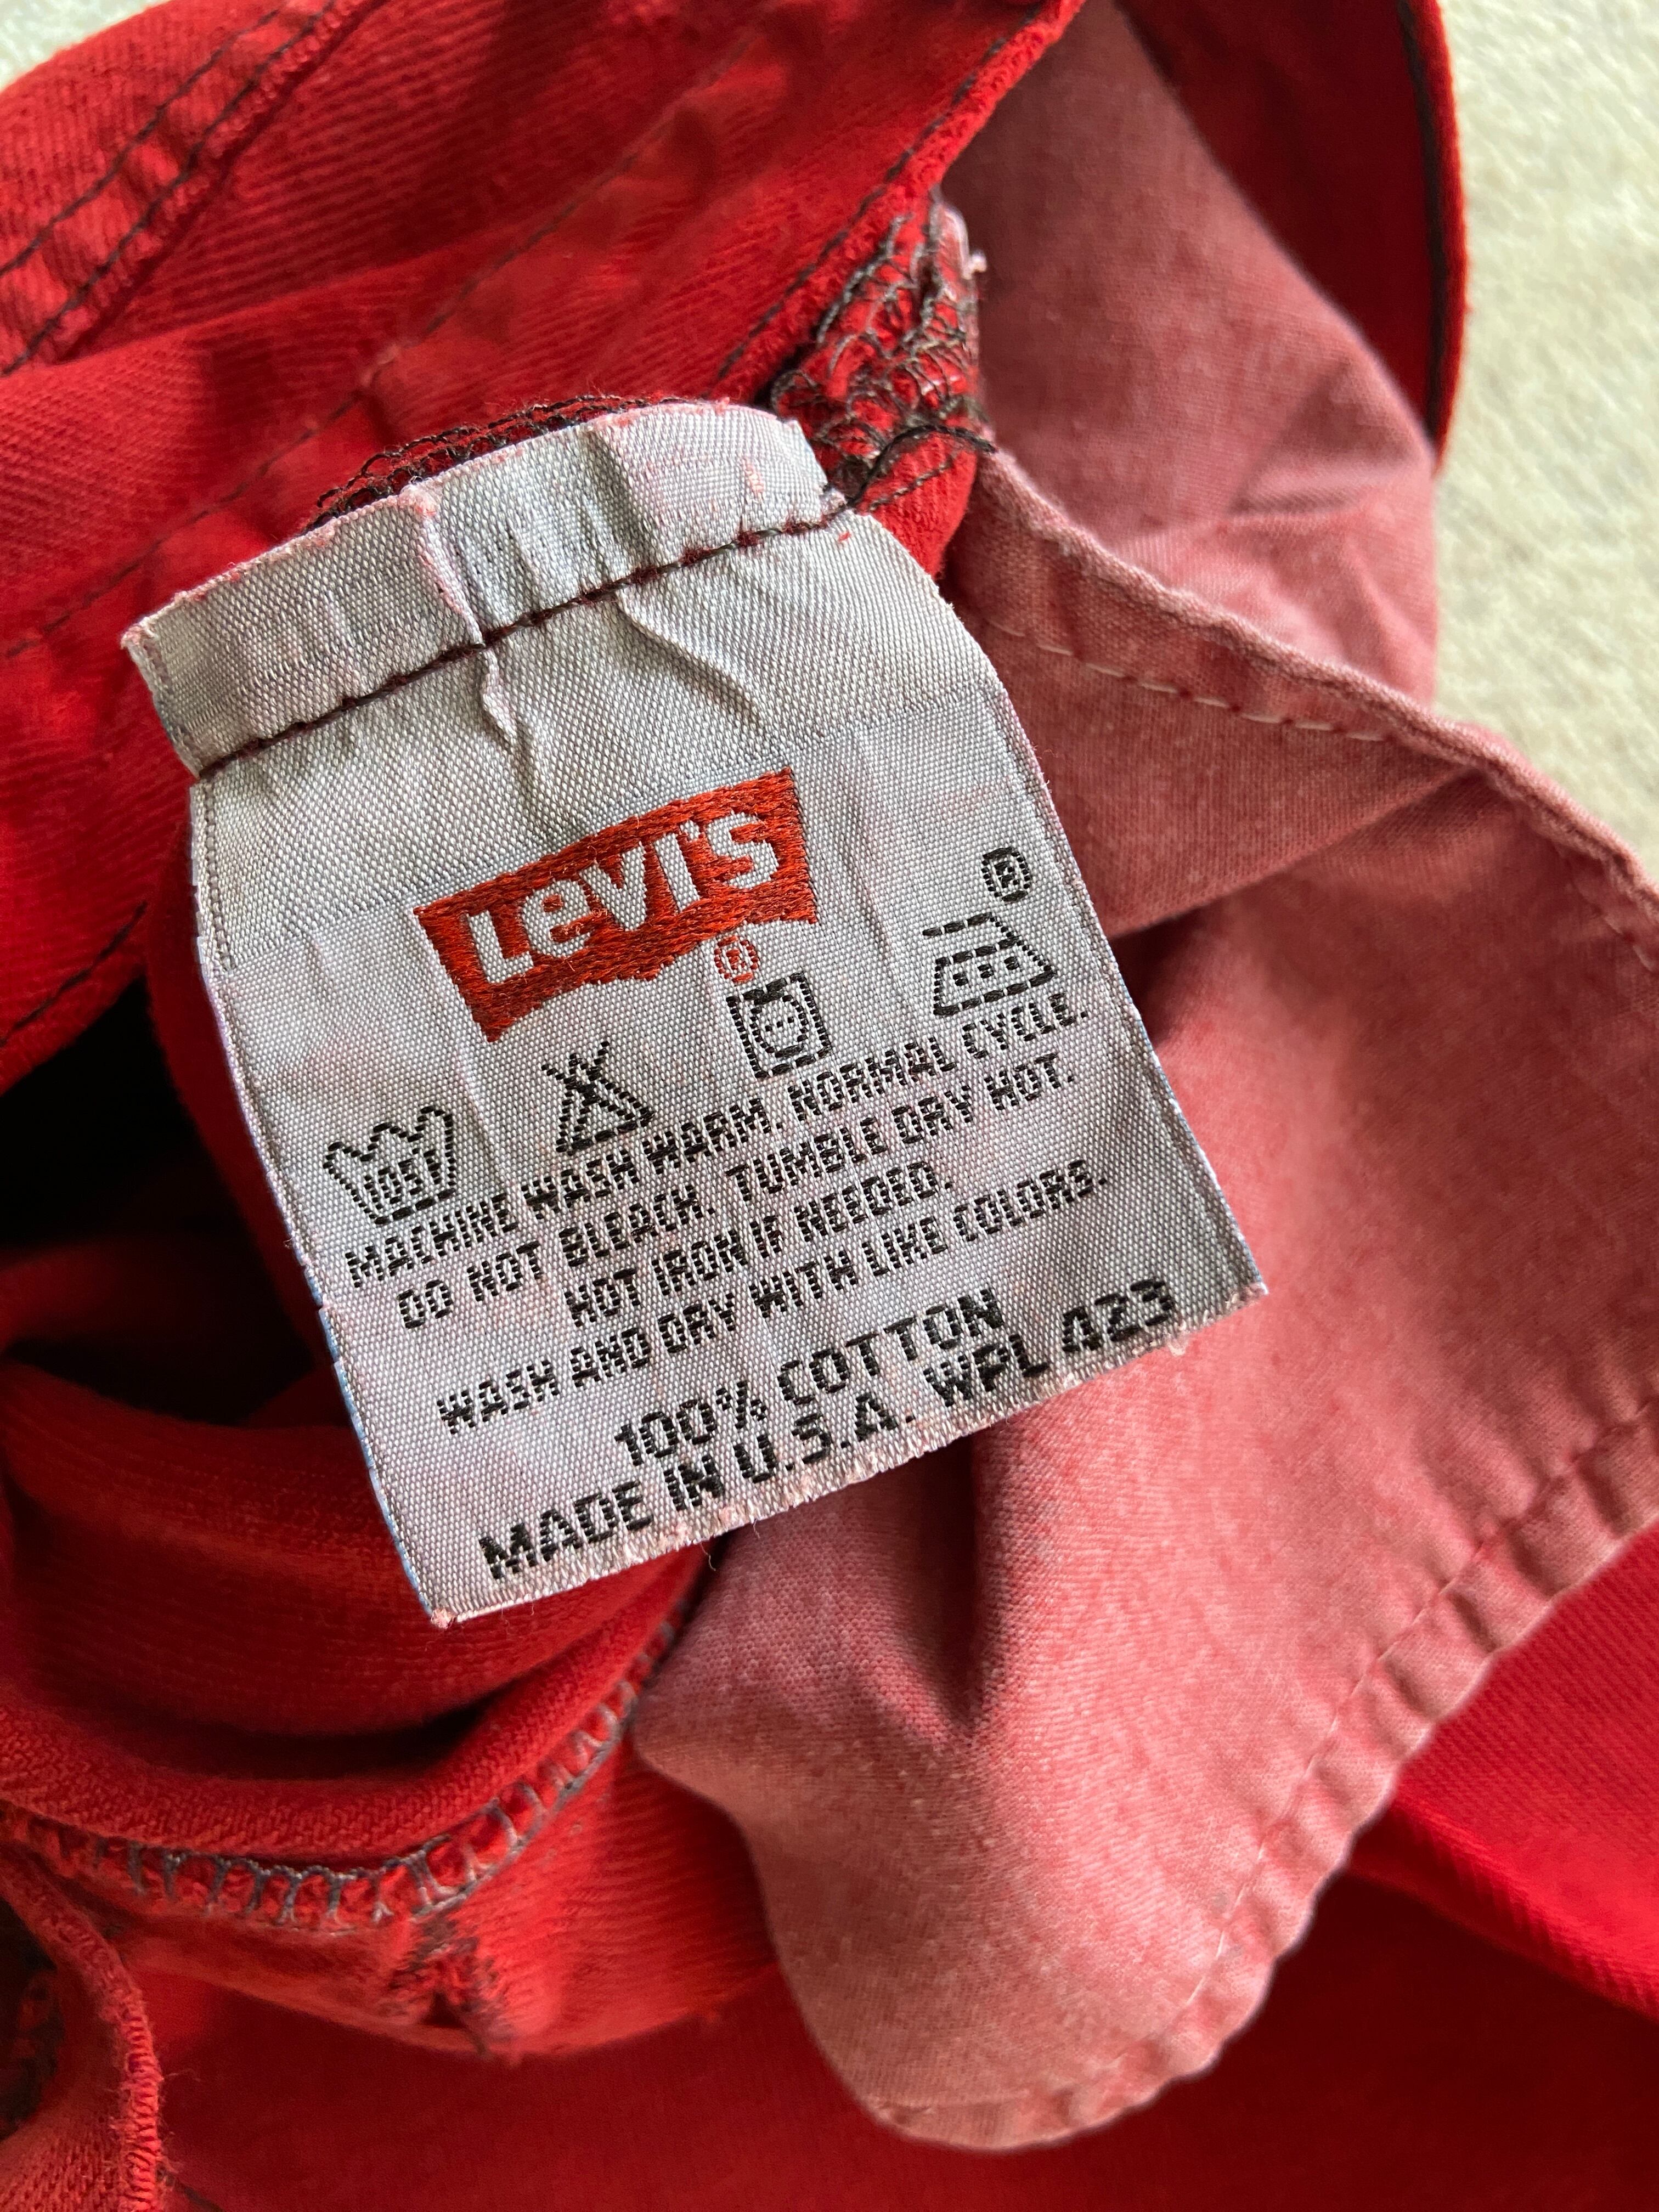 Levi's
®
®
105F
MACHINE WASH WARM, NORMAL CYCLE.
DO NOT BLEACH. TUMBLE DRY HOT.
HOT IRON IF NEEDED.
WASH AND DRY WITH LIKE COLORS.
100% COTTON
MADE IN U.S.A. WPL 423